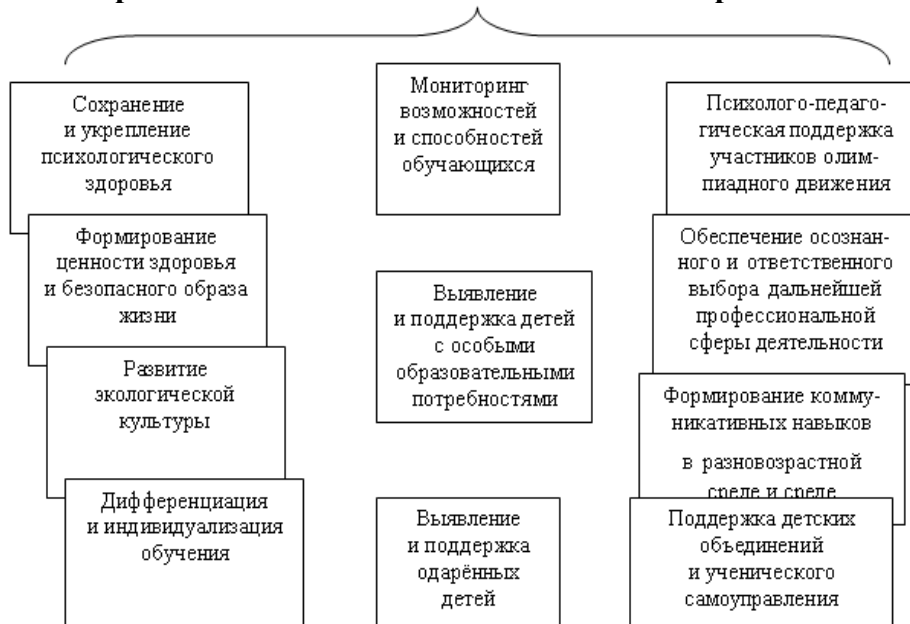 Сохранение
и укрепление
психологического
здоровья
Формирование
ценности здоровья
и безопасного образа
жизни
Развитие
экологической
культуры
Дифференциация
и индивидуализация
обучения
Мониторинг
возможностей
и способностей
обучающихся
Выявление
и поддержка детей
с особыми
образовательными
потребностями
Выявление
и поддержка
одарённых
детей
Психолого-педаго-
гическая поддержка
участников олим-
пиадного движения
Обеспечение осознан-
ного и ответственного
выбора дальнейшей
профессиональной
сферы деятельности
Формирование комму-
никативных навыков
в разновозрастной
среде и среде
Поддержка детских
объединений
и ученического
самоуправления